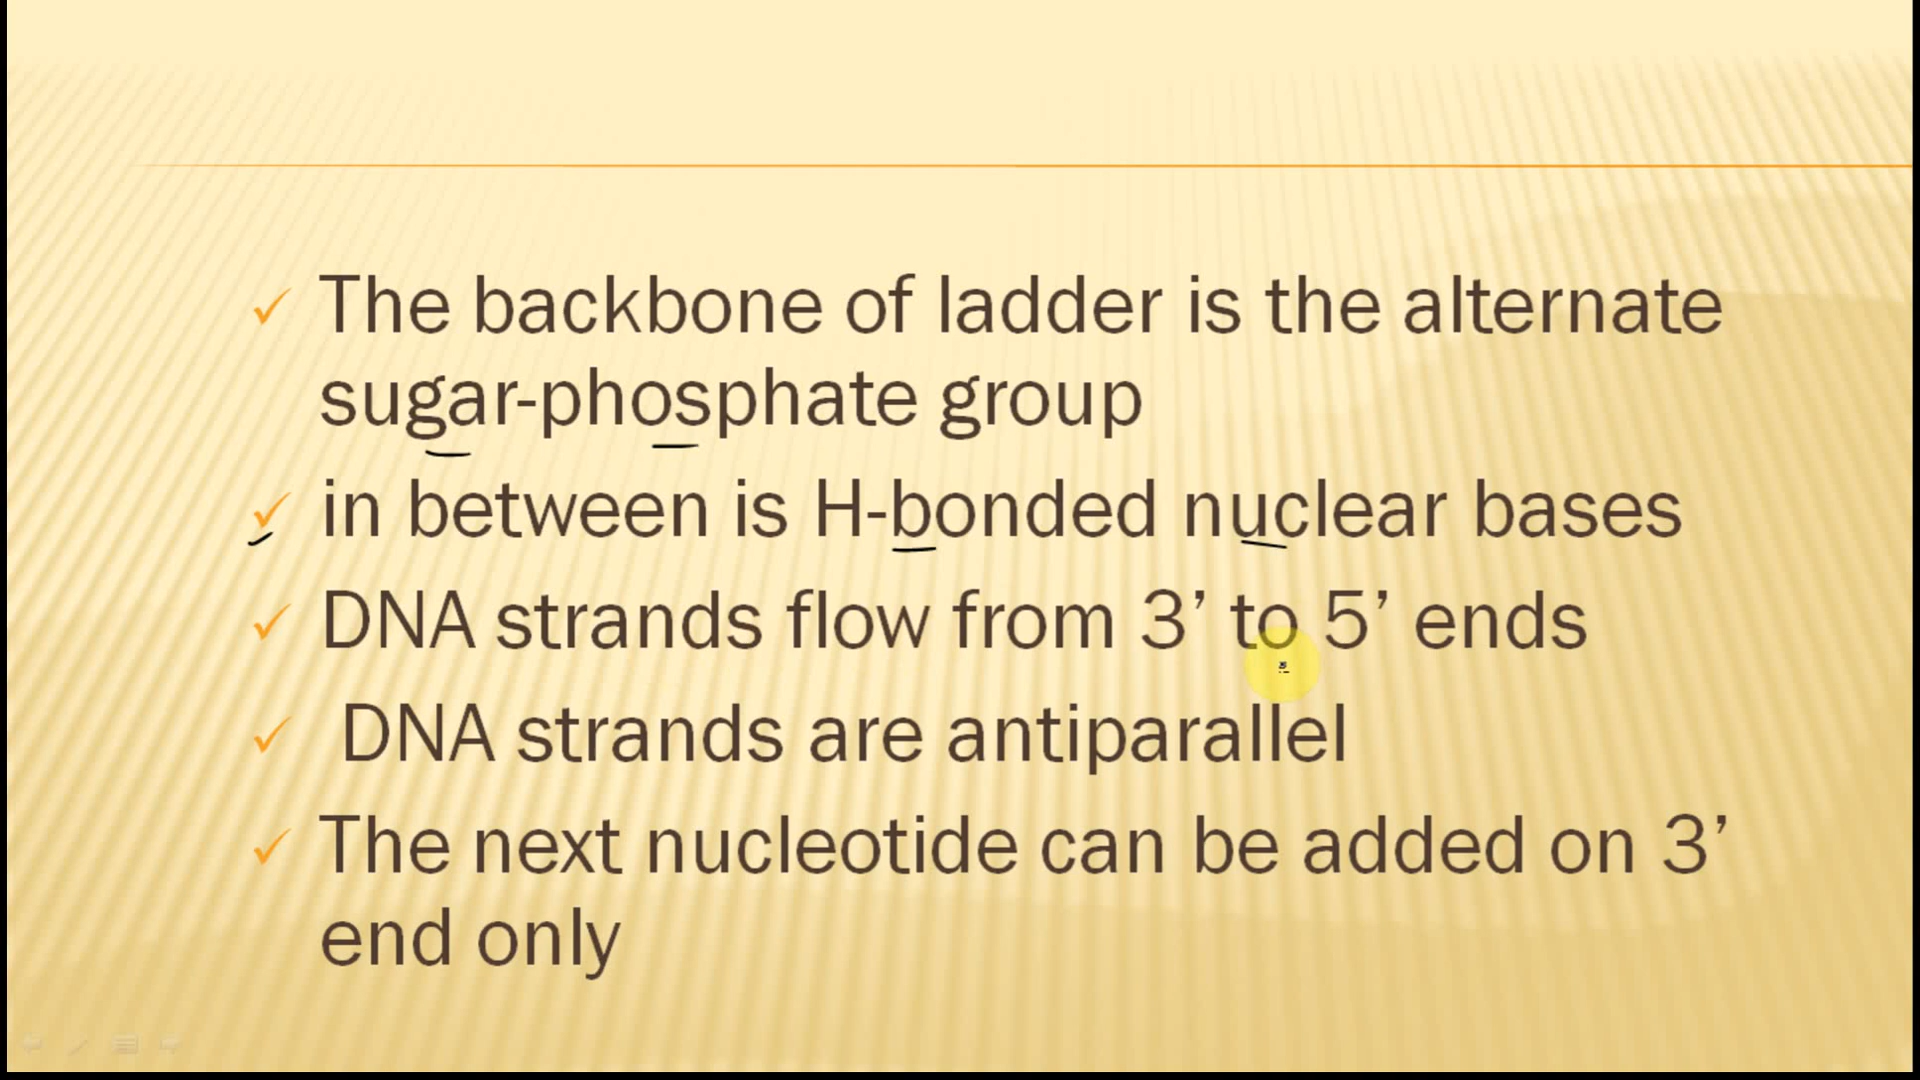 The backbone of ladder is the alternate
sugar-phosphate group
in between is H-bonded nuclear bases
DNA strands flow from 3’ to 5’ ends
DNA strands are antiparallel
The next nucleotide can be added on 3’
end only